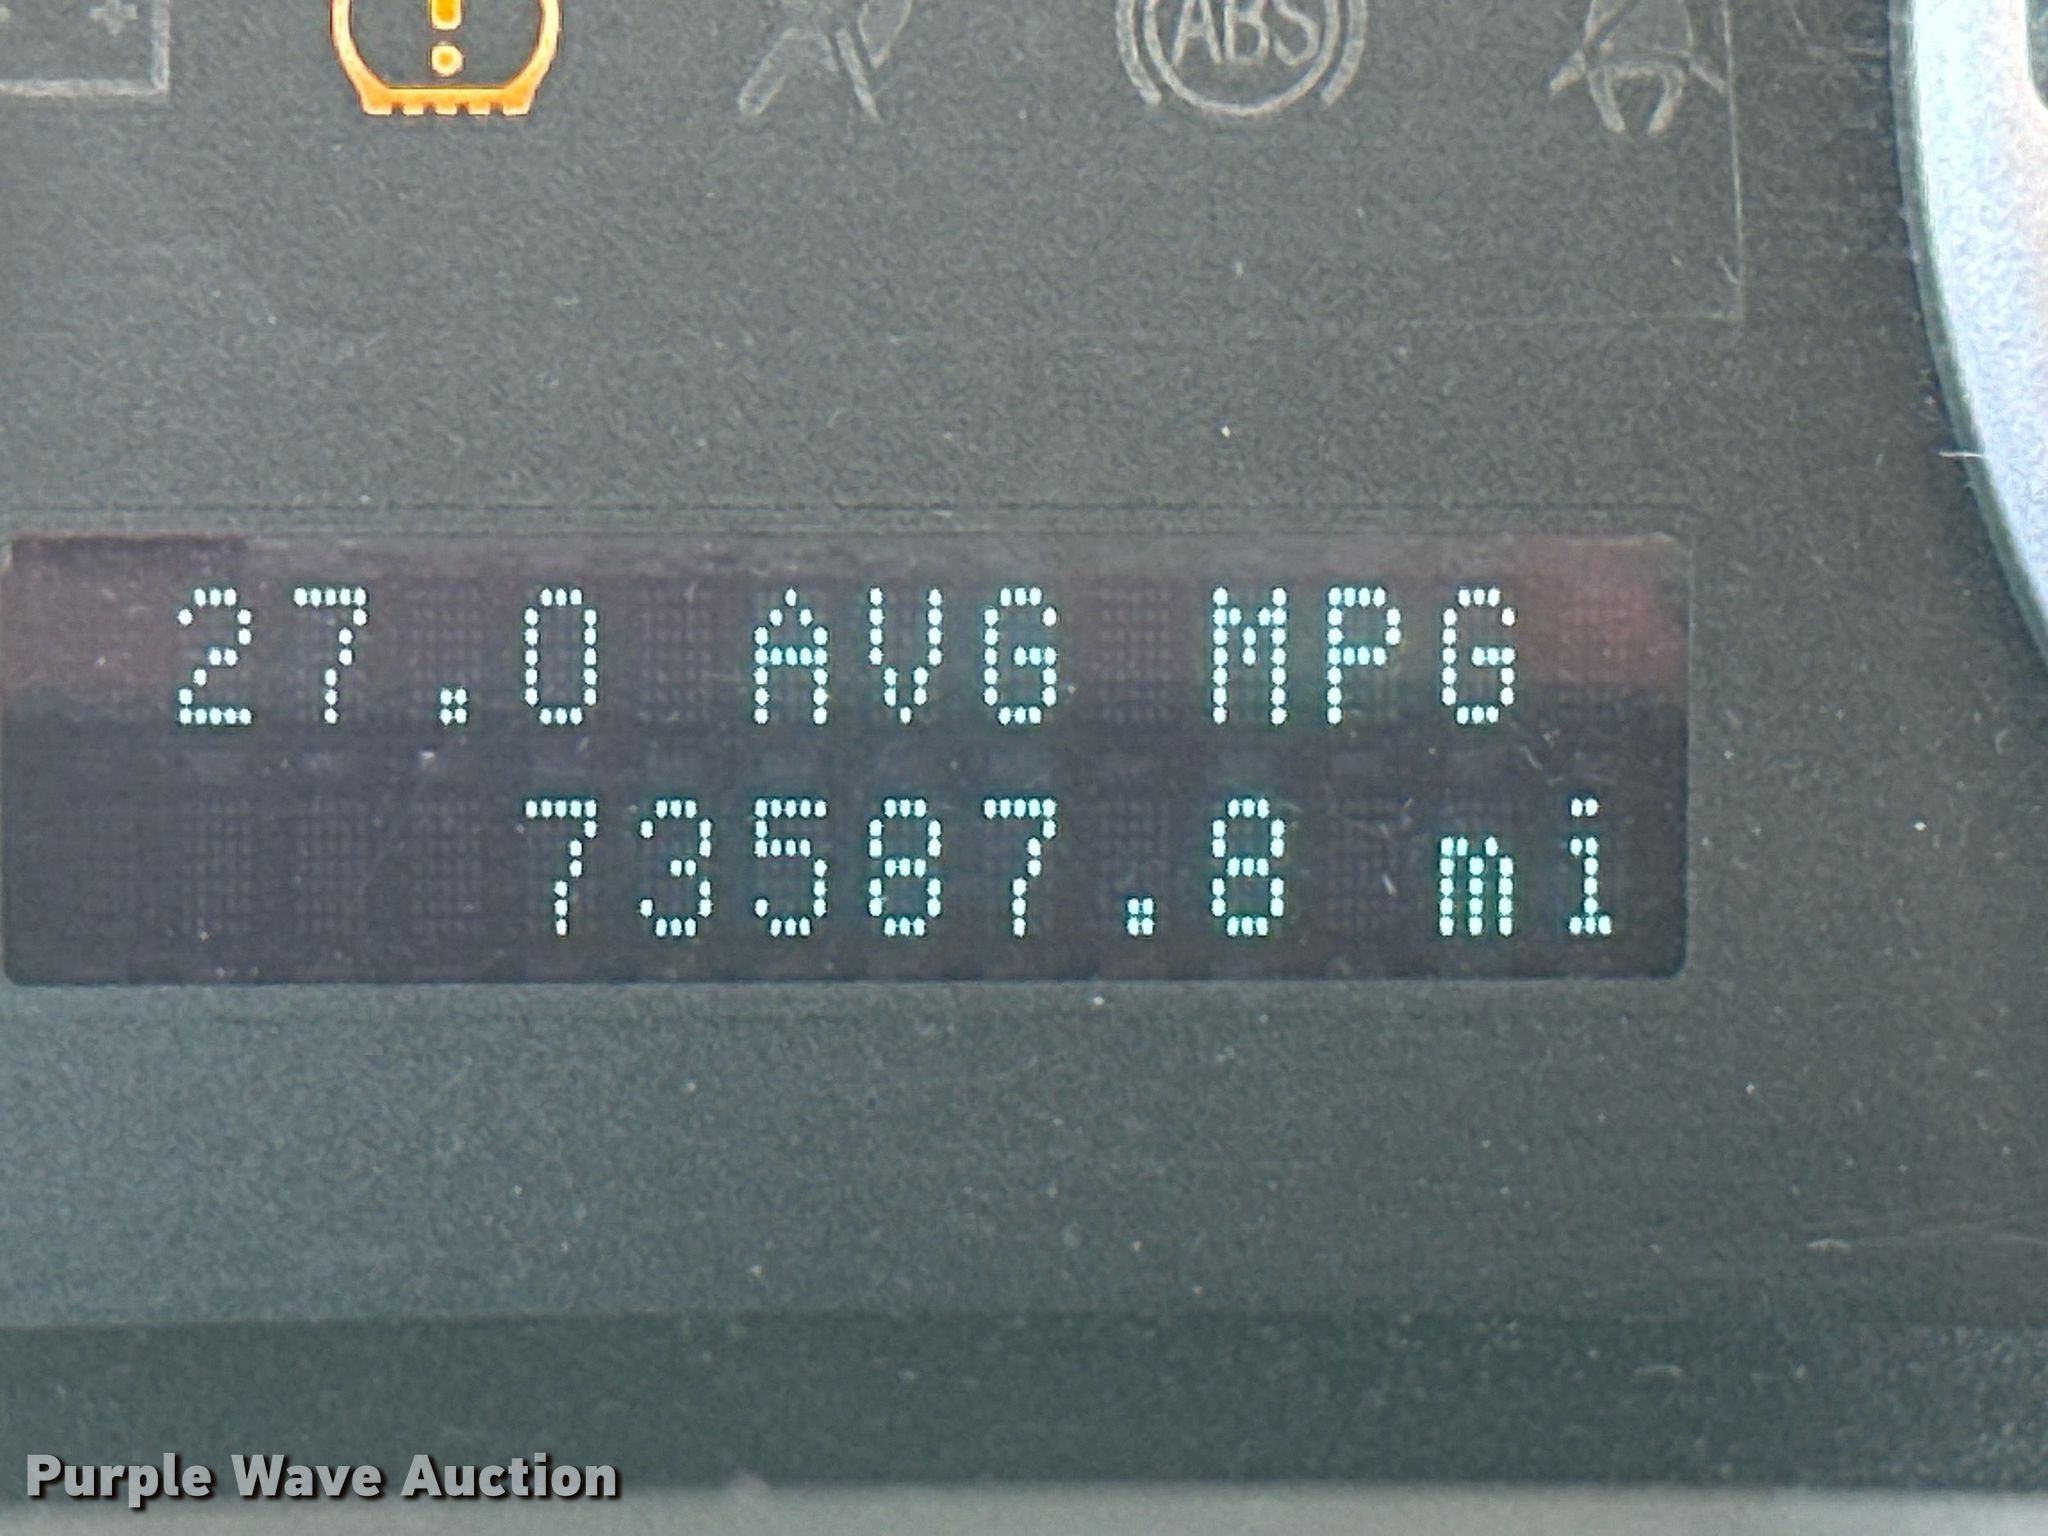 ABS
27.0 AVG MPG
73587.8 mi
Purple Wave Auction